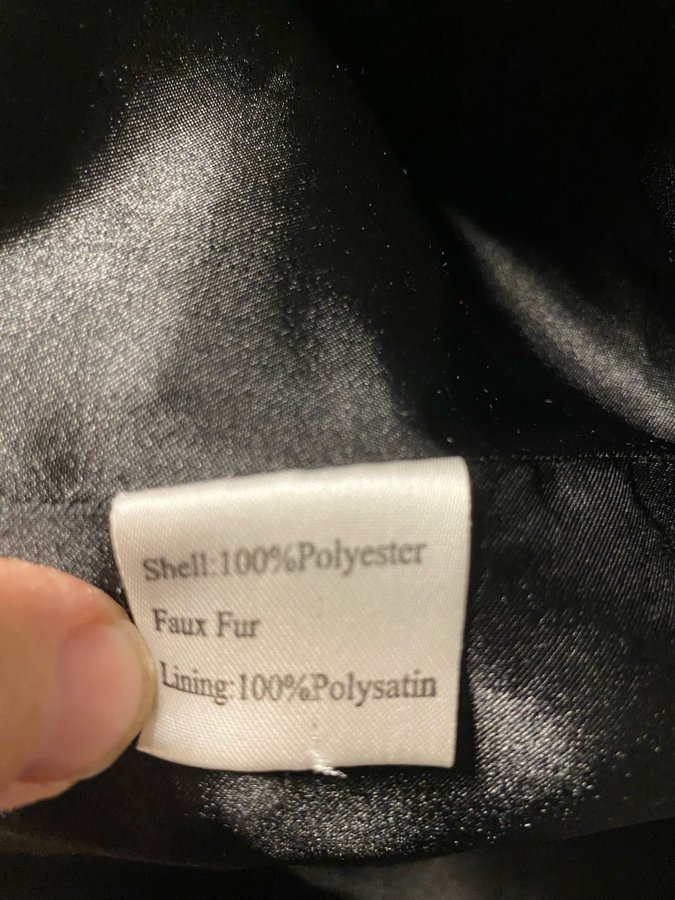 Shell:100%Polyester
Faux Fur
Lining:100%Polysatin